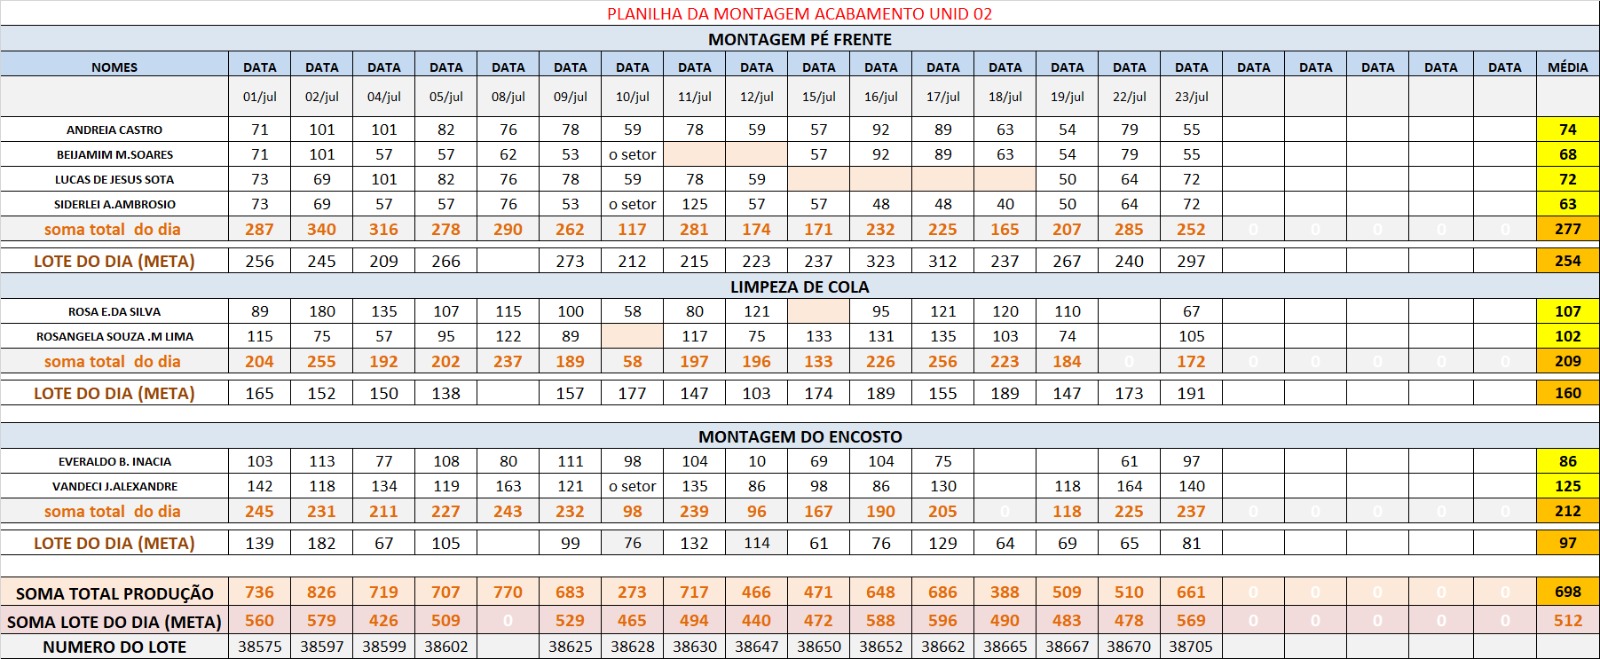 PLANILHA DA MONTAGEM ACABAMENTO UNID 02
MONTAGEM PÉ FRENTE
NOMES DATA DATA DATA DATA DATA DATA DATA DATA DATA DATA DATA DATA DATA DATA DATA DATA DATA DATA DATA DATA DATA MÉDIA
01/jul 02/jul 04/jul 05/jul 08/jul 09/jul 10/jul 11/jul 12/jul 15/jul 16/jul 17/jul 18/jul 19/jul 22/jul 23/jul
ANDREIA CASTRO 71 101 101 82 76 78 59 78 59 57 92 89 63 54 79 55 74
BEIJAMIM M.SOARES 71 101 57 57 62 53 o setor 57 92 89 63 54 79 55 68
LUCAS DE JESUS SOTA 73 69 101 82 76 78 59 78 59 50 64 72 72
SIDERLEI A.AMBROSIO 73 69 57 57 76 53 o setor 125 57 57 48 48 40 50 64 72 63
soma total do dia 287 340 316 278 290 262 117 281 174 171 232 225 165 207 285 252 0 0 0 0 0 277
LOTE DO DIA (META) 256 245 209 266 273 212 215 223 237 323 312 237 267 240 297 254
LIMPEZA DE COLA
ROSA E.DA SILVA 89 180 135 107 115 100 58 80 121 95 121 120 110 67 107
ROSANGELA SOUZA .M LIMA 115 75 57 95 122 89 117 75 133 131 135 103 74 105 102
soma total do dia 204 255 192 202 237 189 58 197 196 133 226 256 223 184 0 172 0 0 0 0 0 209
LOTE DO DIA (META) 165 152 150 138 157 177 147 103 174 189 155 189 147 173 191 160
MONTAGEM DO ENCOSTO
EVERALDO B. INACIA 103 113 77 108 80 111 98 104 10 69 104 75 61 97 86
VANDECI J.ALEXANDRE 142 118 134 119 163 121 o setor 135 86 98 86 130 118 164 140 125
soma total do dia 245 231 211 227 243 232 98 239 96 167 190 205 0 118 225 237 0 0 0 0 0 212
LOTE DO DIA (META) 139 182 67 105 99 76 132 114 61 76 129 64 69 65 81 97
SOMA TOTAL PRODUÇÃO 736 826 719 707 770 683 273 717 466 471 648 686 388 509 510 661 0 0 0 0 0 698
SOMA LOTE DO DIA (META) 560 579 426 509 0 529 465 494 440 472 588 596 490 483 478 569 0 0 0 0 0 512
NUMERO DO LOTE 38575 38597 38599 38602 38625 38628 38630 38647 38650 38652 38662 38665 38667 38670 38705